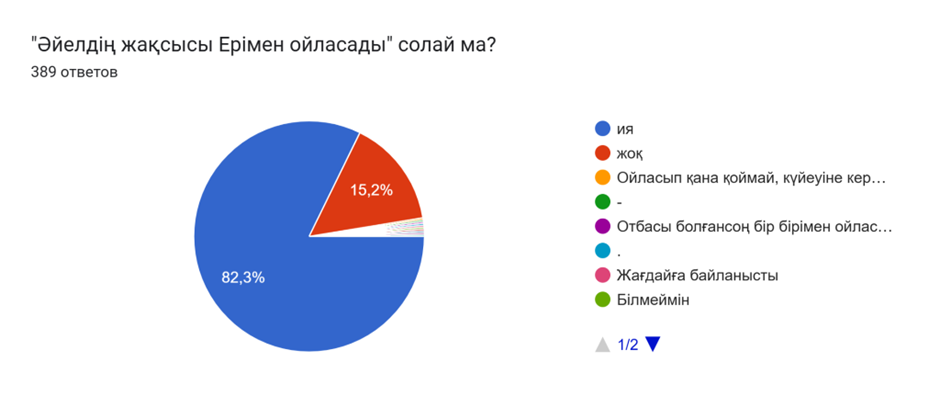 "Әйелдің жақсысы Ерімен ойласады" солай ма?
389 ответов
ия
жоқ
Ойласып қана қоймай, күйеуіне кер...
-
Отбасы болғансоң бір бірімен ойлас...
.
Жағдайға байланысты
Білмеймін
15,2%
82,3%
1/2